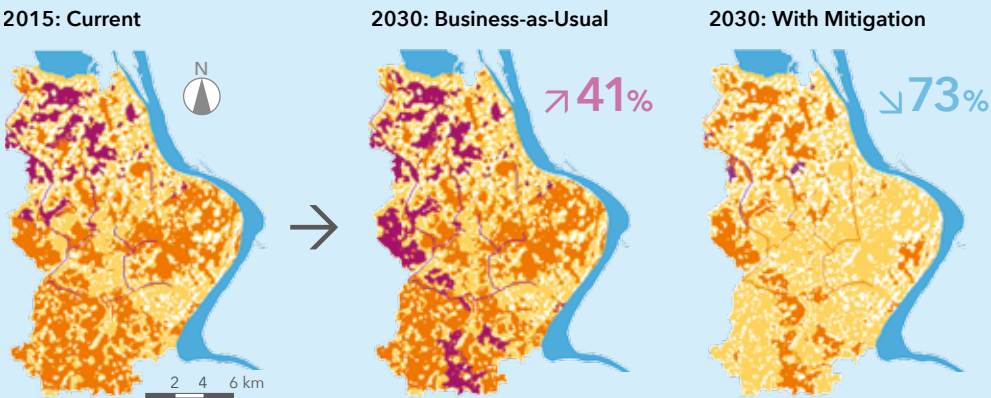 2015: Current
2030: Business-as-Usual
2030: With Mitigation
N
↗ 41%
↘ 73%
2 4 6 km